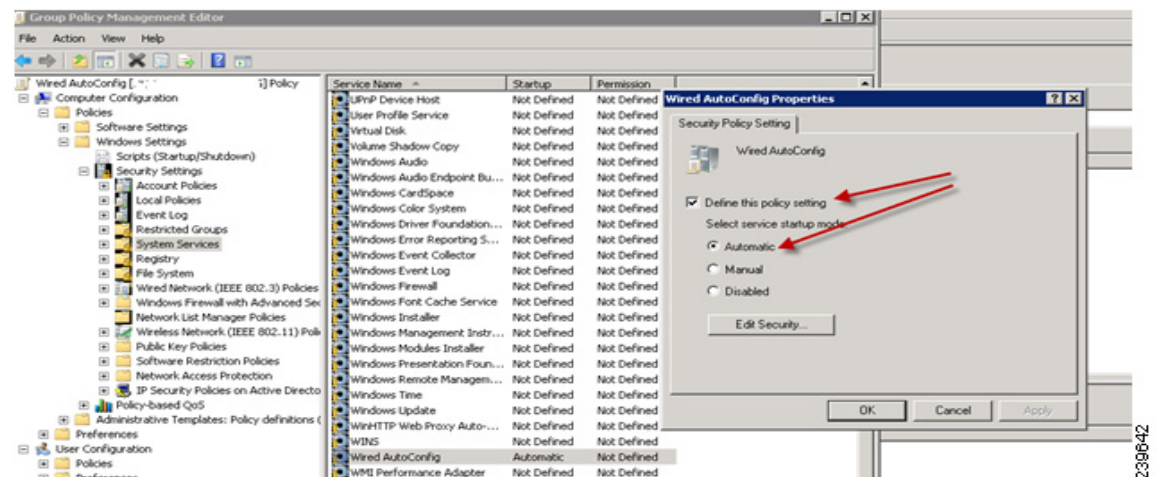 Group Policy Management Editor
File Action View Help
Wired AutoConfig [ ] Policy
Computer Configuration
Policies
Software Settings
Windows Settings
Scripts (Startup/Shutdown)
Security Settings
Account Policies
Local Policies
Event Log
Restricted Groups
System Services
Registry
File System
Wired Network (IEEE 802.3) Policies
Windows Firewall with Advanced Sec
Network List Manager Policies
Wireless Network (IEEE 802.11) Poli
Public Key Policies
Software Restriction Policies
Network Access Protection
IP Security Policies on Active Directo
Policy-based QoS
Administrative Templates: Policy definitions (
Preferences
User Configuration
Policies
Preferences
Service Name Startup Permission
UPnP Device Host Not Defined Not Defined
User Profile Service Not Defined Not Defined
Virtual Disk Not Defined Not Defined
Volume Shadow Copy Not Defined Not Defined
Windows Audio Not Defined Not Defined
Windows Audio Endpoint Bu... Not Defined Not Defined
Windows CardSpace Not Defined Not Defined
Windows Color System Not Defined Not Defined
Windows Driver Foundation... Not Defined Not Defined
Windows Error Reporting S... Not Defined Not Defined
Windows Event Collector Not Defined Not Defined
Windows Event Log Not Defined Not Defined
Windows Firewall Not Defined Not Defined
Windows Font Cache Service Not Defined Not Defined
Windows Installer Not Defined Not Defined
Windows Management Instr... Not Defined Not Defined
Windows Modules Installer Not Defined Not Defined
Windows Presentation Foun... Not Defined Not Defined
Windows Remote Managem... Not Defined Not Defined
Windows Time Not Defined Not Defined
Windows Update Not Defined Not Defined
WinHTTP Web Proxy Auto-... Not Defined Not Defined
WINS Not Defined Not Defined
Wired AutoConfig Automatic Not Defined
WMI Performance Adapter Not Defined Not Defined
Wired AutoConfig Properties
Security Policy Setting
Wired AutoConfig
Define this policy setting
Select service startup mode
Automatic
Manual
Disabled
Edit Security...
OK Cancel Apply
239642